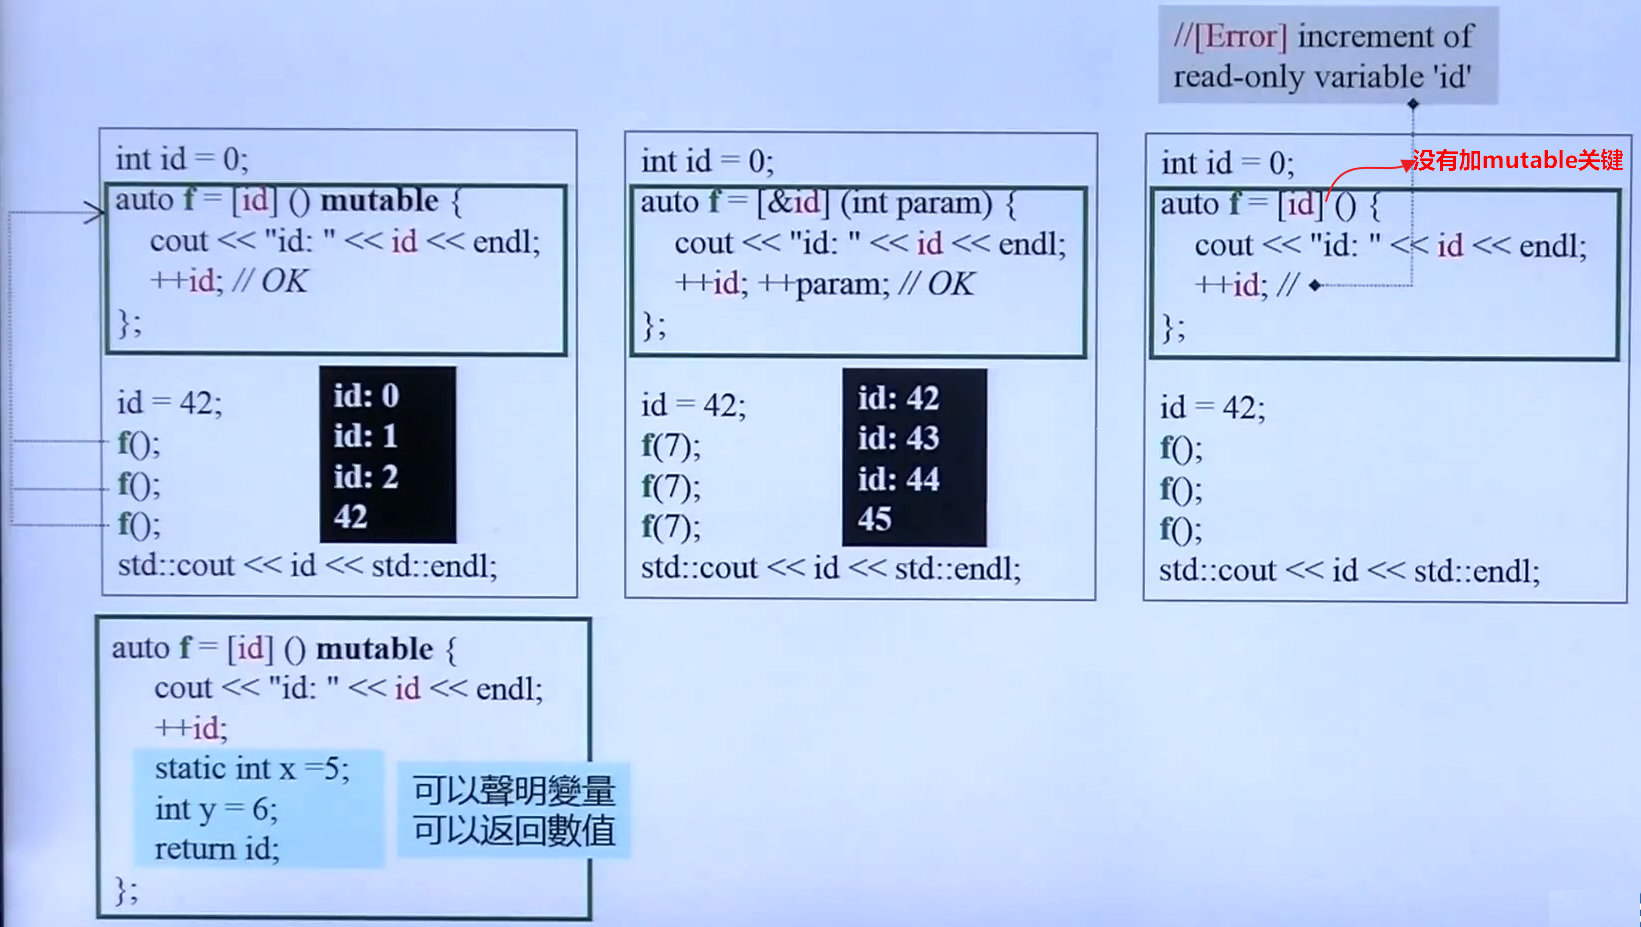 //[Error] increment of
read-only variable 'id'
int id = 0;
auto f = [id] () mutable {
cout << "id: " << id << endl;
++id; // OK
};
id = 42;
f();
f();
f();
std::cout << id << std::endl;
id: 0
id: 1
id: 2
42
int id = 0;
auto f = [&id] (int param) {
cout << "id: " << id << endl;
++id; ++param; // OK
};
id = 42;
f(7);
f(7);
f(7);
std::cout << id << std::endl;
id: 42
id: 43
id: 44
45
没有加mutable关键
int id = 0;
auto f = [id] () {
cout << "id: " << id << endl;
++id; //
};
id = 42;
f();
f();
f();
std::cout << id << std::endl;
auto f = [id] () mutable {
cout << "id: " << id << endl;
++id;
static int x =5;
int y = 6;
return id;
};
可以聲明變量
可以返回數值